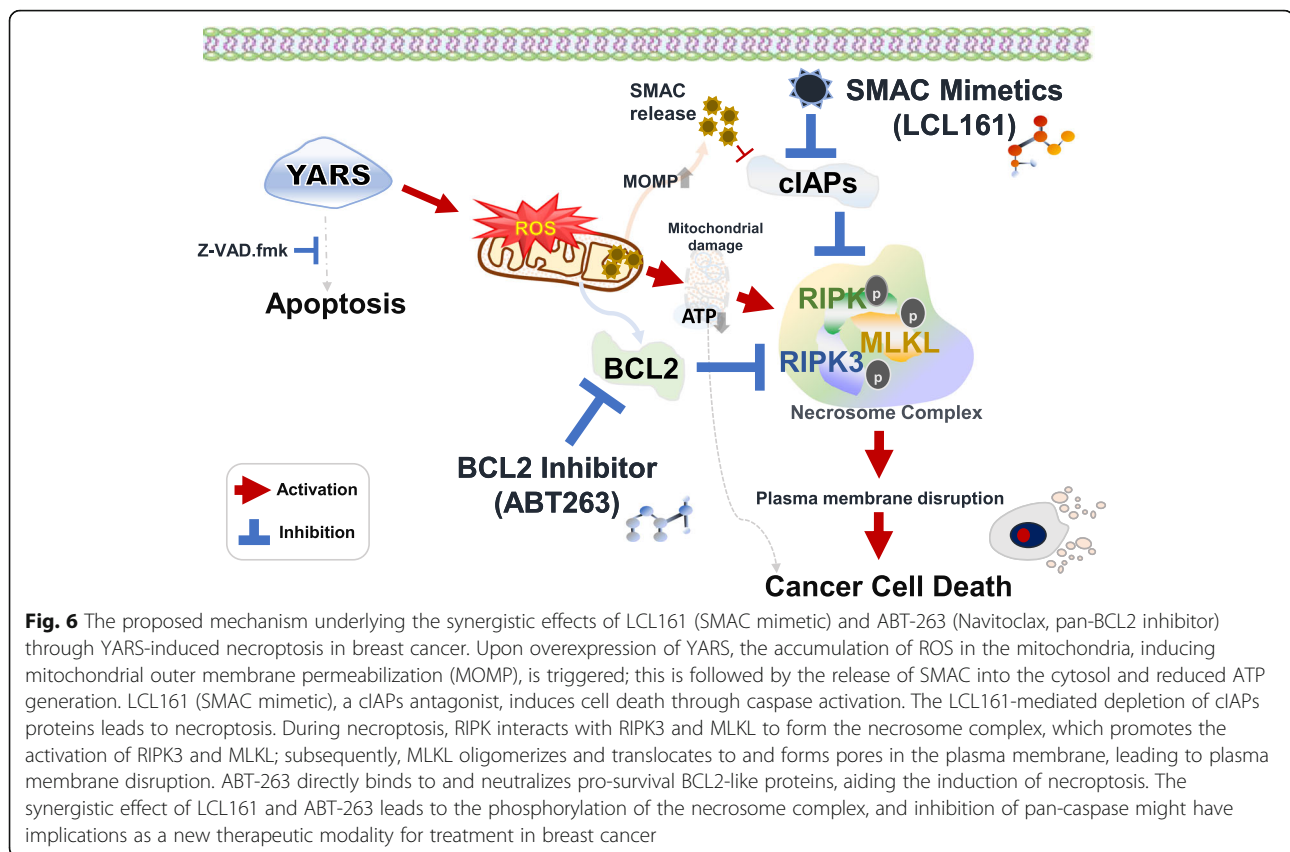 SMAC
release
SMAC Mimetics
(LCL161)
YARS
MOMP
cIAPs
ROS
Mitochondrial
damage
Z-VAD.fmk
Apoptosis
ATP
RIPK
p
p
MLKL
RIPK3
p
BCL2
Necrosome Complex
BCL2 Inhibitor
(ABT263)
Activation
Inhibition
Plasma membrane disruption
Cancer Cell Death
Fig. 6 The proposed mechanism underlying the synergistic effects of LCL161 (SMAC mimetic) and ABT-263 (Navitoclax, pan-BCL2 inhibitor)
through YARS-induced necroptosis in breast cancer. Upon overexpression of YARS, the accumulation of ROS in the mitochondria, inducing
mitochondrial outer membrane permeabilization (MOMP), is triggered; this is followed by the release of SMAC into the cytosol and reduced ATP
generation. LCL161 (SMAC mimetic), a cIAPs antagonist, induces cell death through caspase activation. The LCL161-mediated depletion of cIAPs
proteins leads to necroptosis. During necroptosis, RIPK interacts with RIPK3 and MLKL to form the necrosome complex, which promotes the
activation of RIPK3 and MLKL; subsequently, MLKL oligomerizes and translocates to and forms pores in the plasma membrane, leading to plasma
membrane disruption. ABT-263 directly binds to and neutralizes pro-survival BCL2-like proteins, aiding the induction of necroptosis. The
synergistic effect of LCL161 and ABT-263 leads to the phosphorylation of the necrosome complex, and inhibition of pan-caspase might have
implications as a new therapeutic modality for treatment in breast cancer